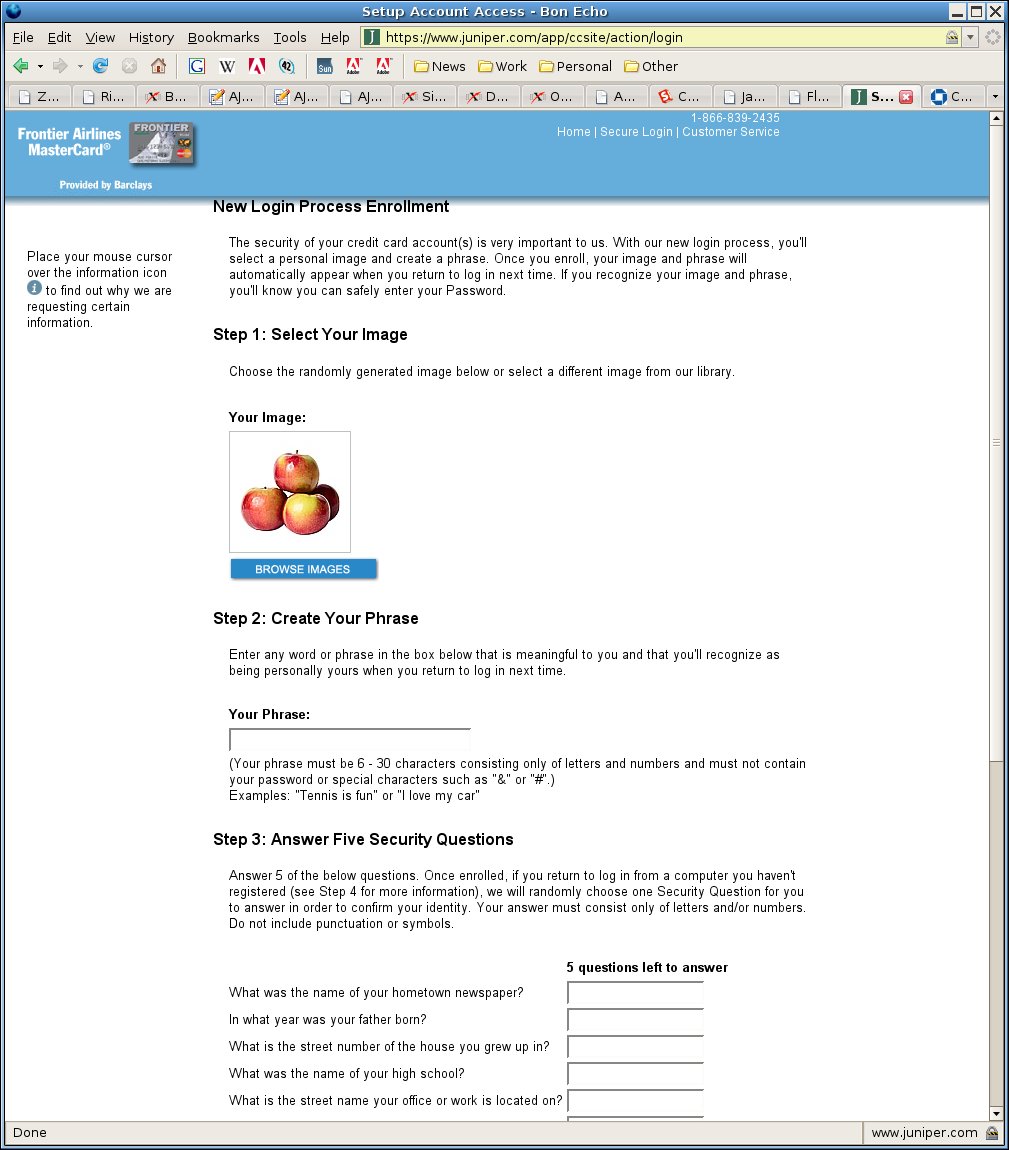 Setup Account Access - Bon Echo
File Edit View History Bookmarks Tools Help
https://www.juniper.com/app/ccsite/action/login
News Work Personal Other
Z... Ri... B... AJ... AJ... AJ... Si... D... O... A... C... Ja... Fl... S... C...
Frontier Airlines
MasterCard®
FRONTIER
Provided by Barclays
1-866-839-2435
Home | Secure Login | Customer Service
Place your mouse cursor
over the information icon
i to find out why we are
requesting certain
information.
New Login Process Enrollment
The security of your credit card account(s) is very important to us. With our new login process, you'll
select a personal image and create a phrase. Once you enroll, your image and phrase will
automatically appear when you return to log in next time. If you recognize your image and phrase,
you'll know you can safely enter your Password.
Step 1: Select Your Image
Choose the randomly generated image below or select a different image from our library.
Your Image:
BROWSE IMAGES
Step 2: Create Your Phrase
Enter any word or phrase in the box below that is meaningful to you and that you'll recognize as
being personally yours when you return to log in next time.
Your Phrase:
(Your phrase must be 6 - 30 characters consisting only of letters and numbers and must not contain
your password or special characters such as "&" or "#".)
Examples: "Tennis is fun" or "I love my car"
Step 3: Answer Five Security Questions
Answer 5 of the below questions. Once enrolled, if you return to log in from a computer you haven't
registered (see Step 4 for more information), we will randomly choose one Security Question for you
to answer in order to confirm your identity. Your answer must consist only of letters and/or numbers.
Do not include punctuation or symbols.
5 questions left to answer
What was the name of your hometown newspaper?
In what year was your father born?
What is the street number of the house you grew up in?
What was the name of your high school?
What is the street name your office or work is located on?
Done
www.juniper.com